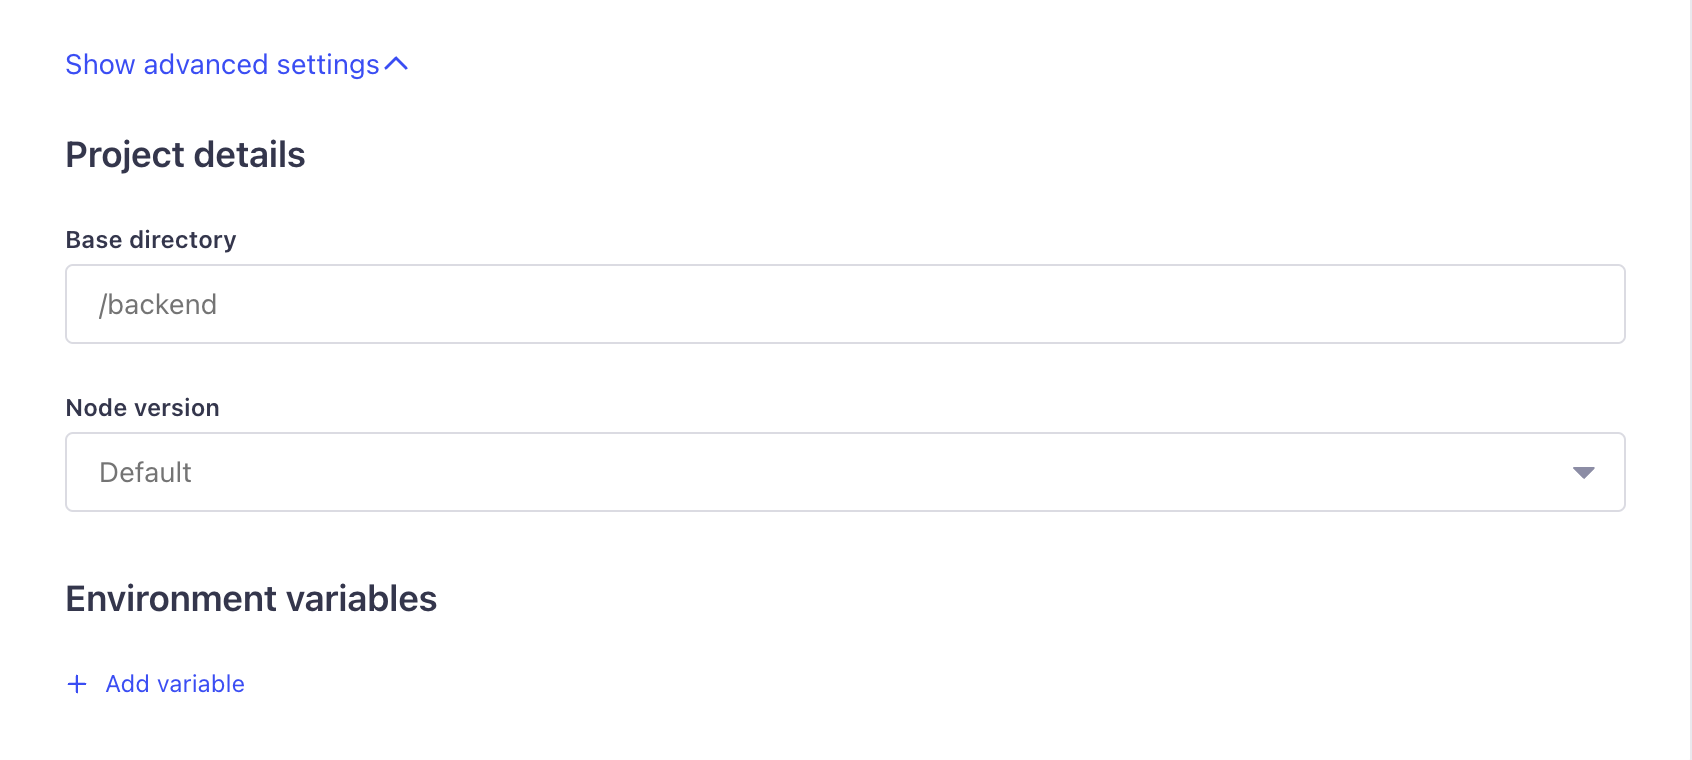 Show advanced settings
Project details
Base directory
/backend
Node version
Default
Environment variables
+ Add variable